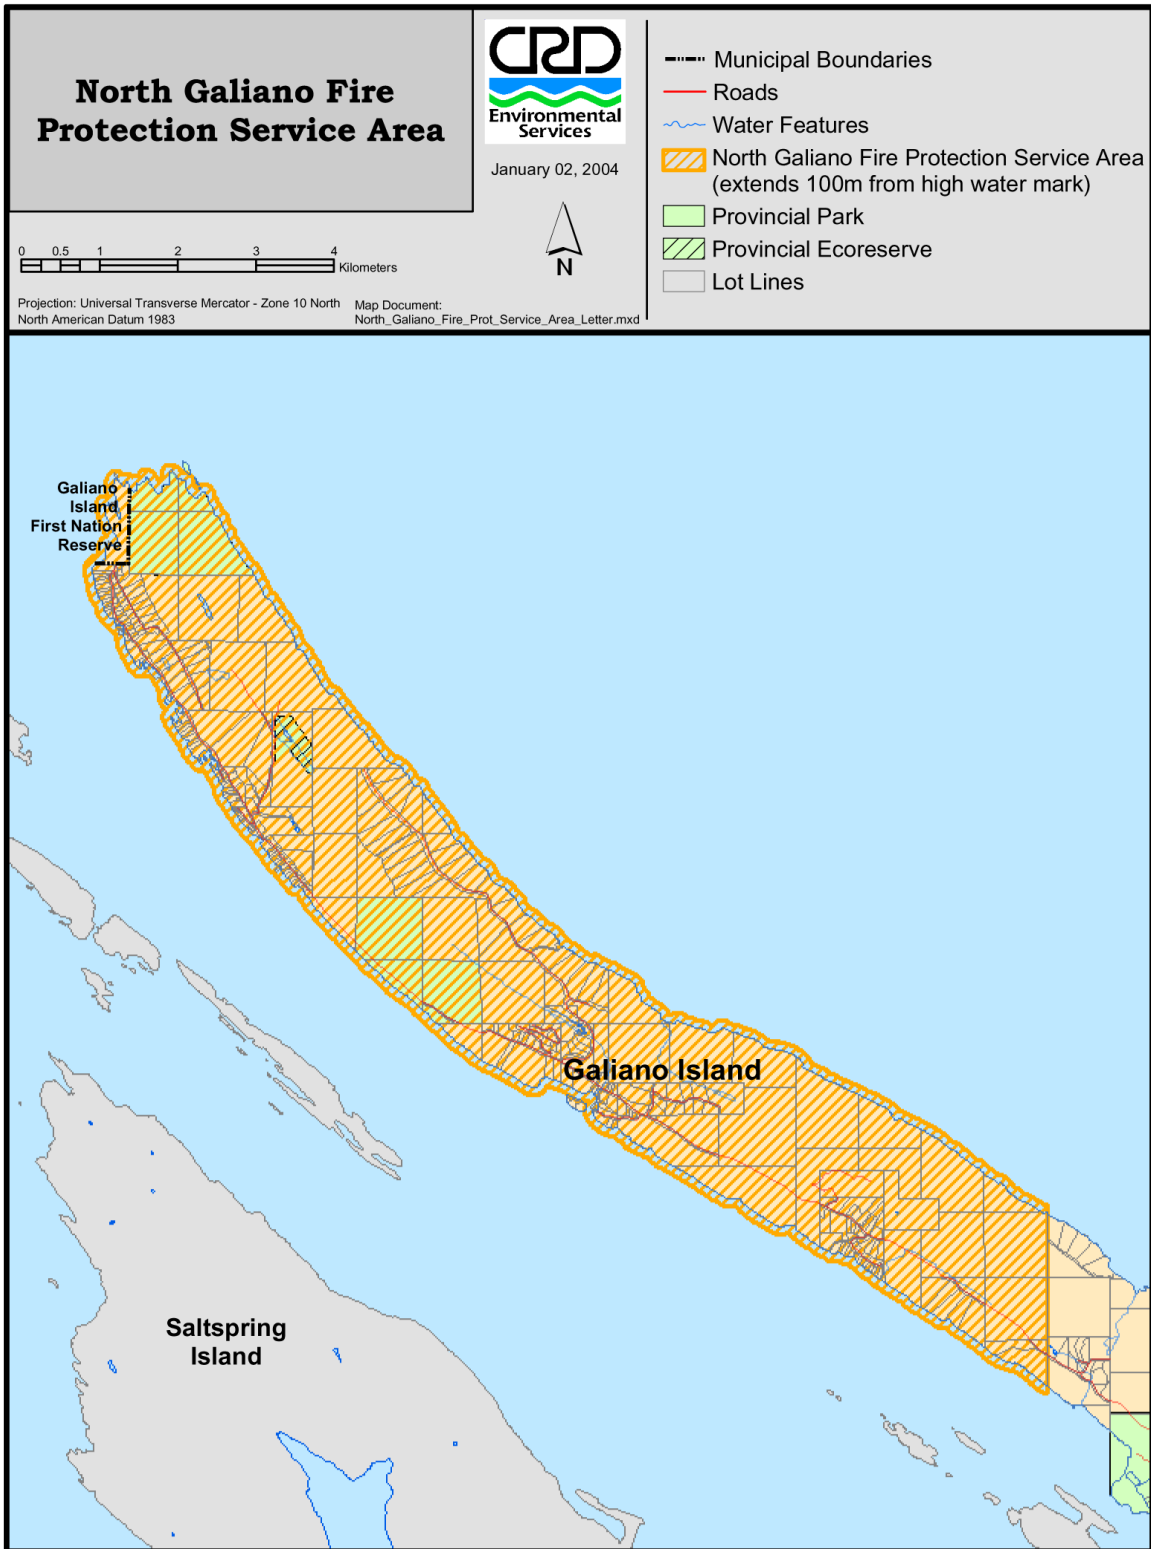 North Galiano Fire
Protection Service Area
CRD
Environmental
Services
January 02, 2004
N
0 0.5 1 2 3 4
Kilometers
Projection: Universal Transverse Mercator - Zone 10 North
North American Datum 1983
Map Document:
North_Galiano_Fire_Prot_Service_Area_Letter.mxd
Municipal Boundaries
Roads
Water Features
North Galiano Fire Protection Service Area
(extends 100m from high water mark)
Provincial Park
Provincial Ecoreserve
Lot Lines
Galiano
Island
First Nation
Reserve
Galiano Island
Saltspring
Island